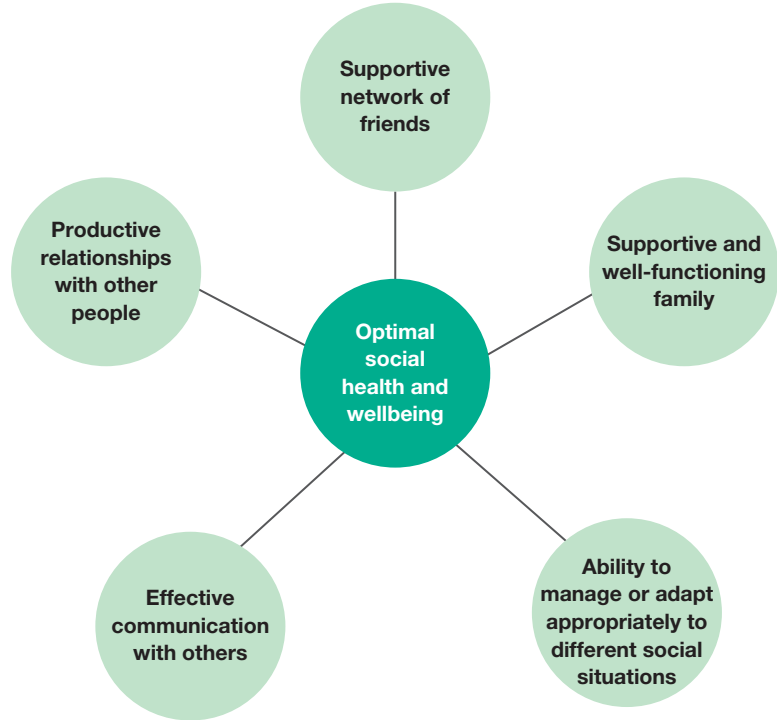 Supportive
network of
friends
Supportive and
well-functioning
family
Ability to
manage or adapt
appropriately to
different social
situations
Effective
communication
with others
Productive
relationships
with other
people
Optimal
social
health and
wellbeing